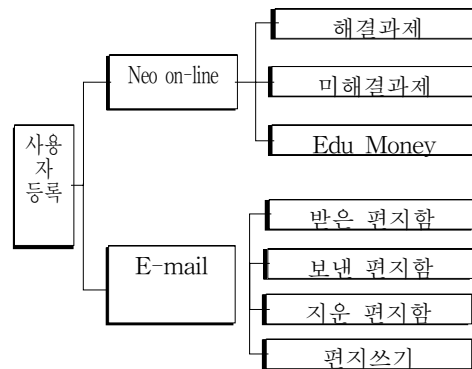 사용
자
등록
Neo on-line
해결과제
미해결과제
Edu Money
E-mail
받은 편지함
보낸 편지함
지운 편지함
편지쓰기